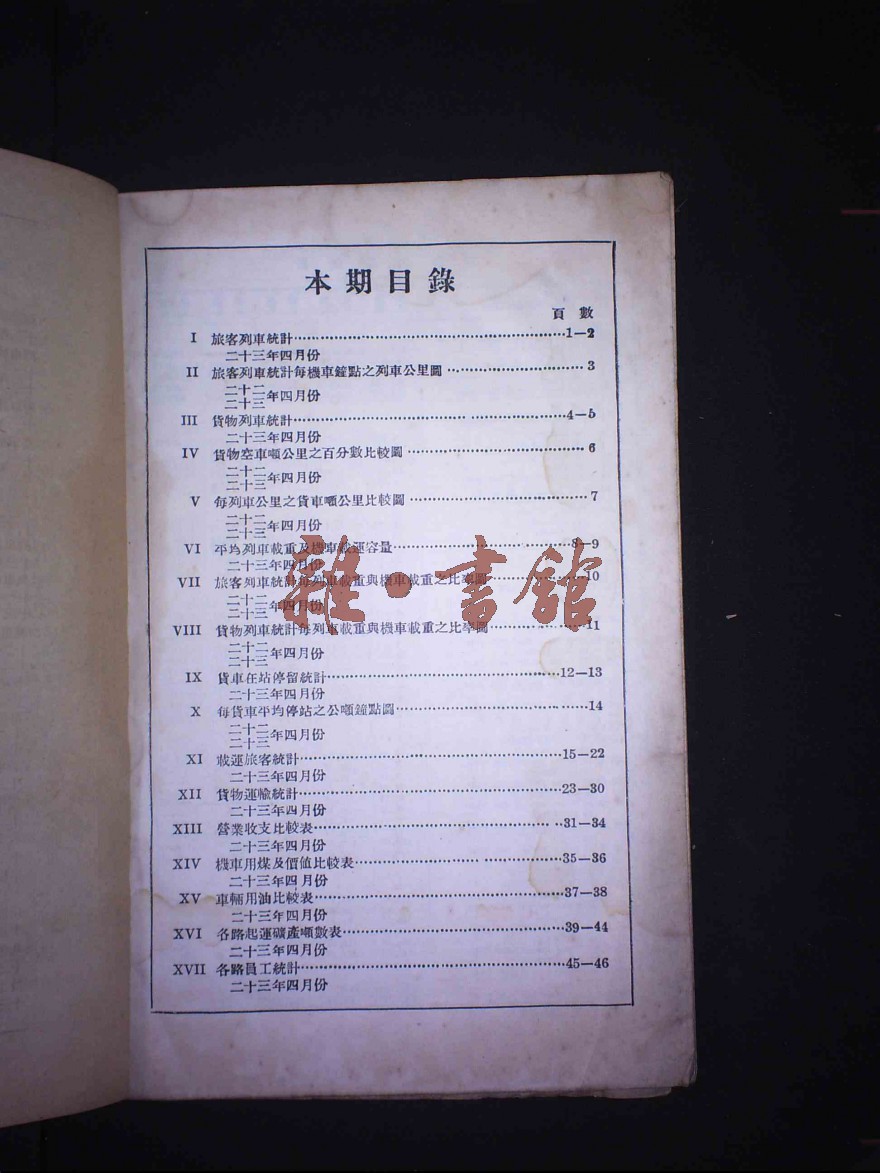 本期目錄
頁數
I 旅客列車統計……1—2
二十三年四月份
II 旅客列車統計每機車鐘點之列車公里圖……3
二十二
二十三年四月份
III 貨物列車統計……4—5
二十三年四月份
IV 貨物空車噸公里之百分數比較圖……6
二十二
二十三年四月份
V 每列車公里之貨車噸公里比較圖……7
二十二
二十三年四月份
VI 平均列車載重及機車載運容量……8—9
二十三年四月份
VII 旅客列車統計每列車載重與機車載重之比率圖……10
二十二
二十三年四月份
VIII 貨物列車統計每列車載重與機車載重之比率圖……11
二十二
二十三年四月份
IX 貨車在站停留統計……12—13
二十三年四月份
X 每貨車平均停站之公噸鐘點圖……14
二十二
二十三年四月份
XI 載運旅客統計……15—22
二十三年四月份
XII 貨物運輸統計……23—30
二十三年四月份
XIII 營業收支比較表……31—34
二十三年四月份
XIV 機車用煤及價值比較表……35—36
二十三年四月份
XV 車輛用油比較表……37—38
二十三年四月份
XVI 各路起運礦產噸數表……39—44
二十三年四月份
XVII 各路員工統計……45—46
二十三年四月份
雜·書館